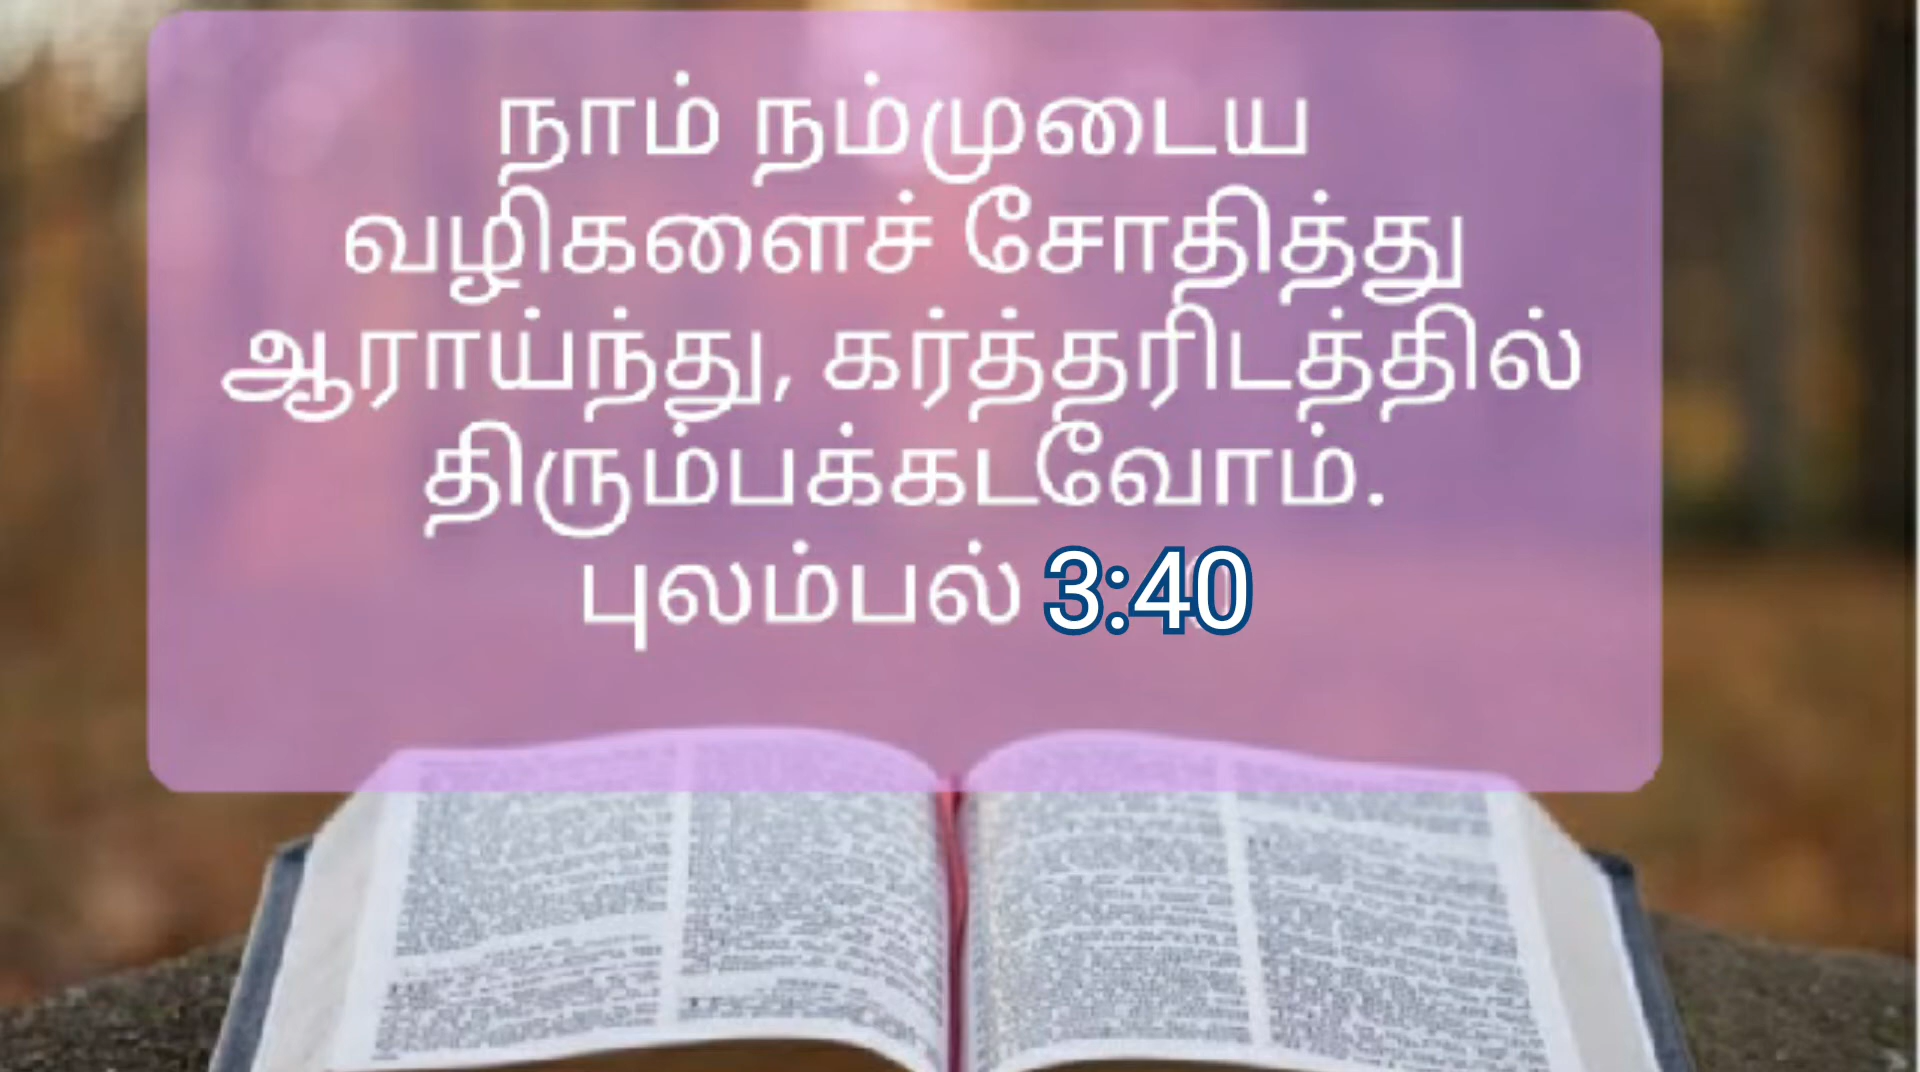 நாம் நம்முடைய
வழிகளைச் சோதித்து
ஆராய்ந்து, கர்த்தரிடத்தில்
திரும்பக்கடவோம்.
புலம்பல் 3:40